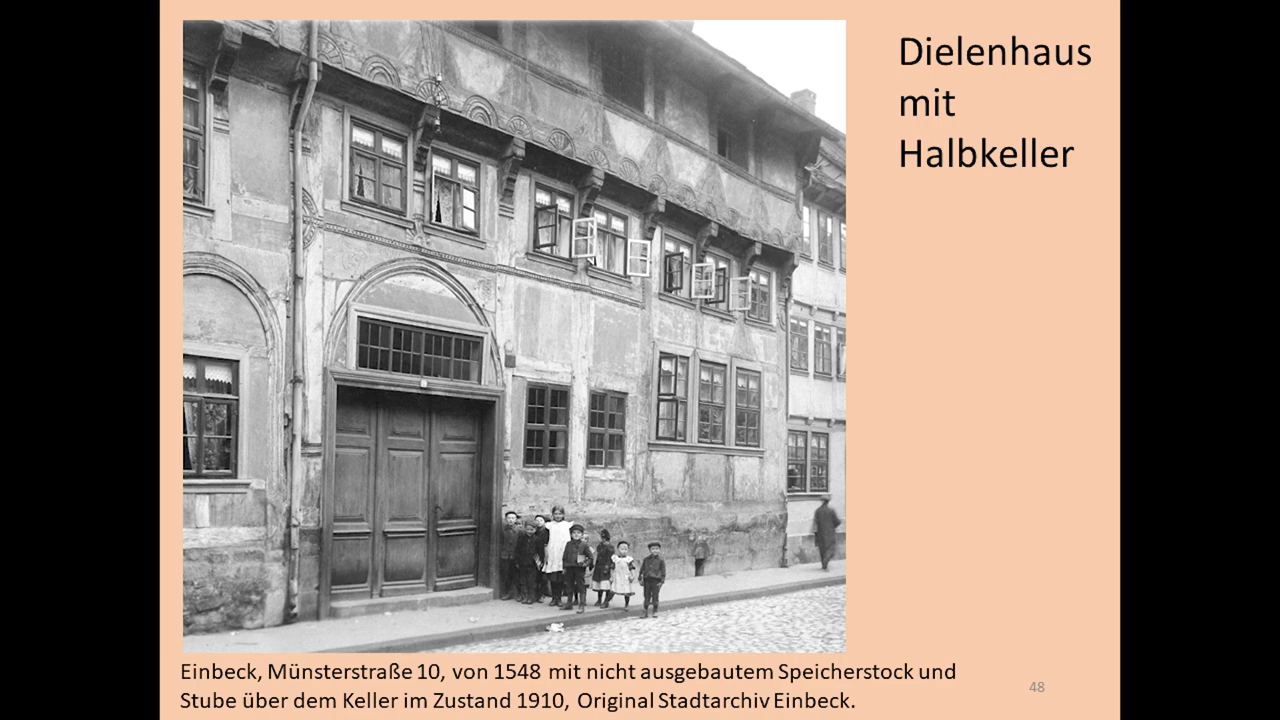 Dielenhaus
mit
Halbkeller
Einbeck, Münsterstraße 10, von 1548 mit nicht ausgebautem Speicherstock und
Stube über dem Keller im Zustand 1910, Original Stadtarchiv Einbeck.
48